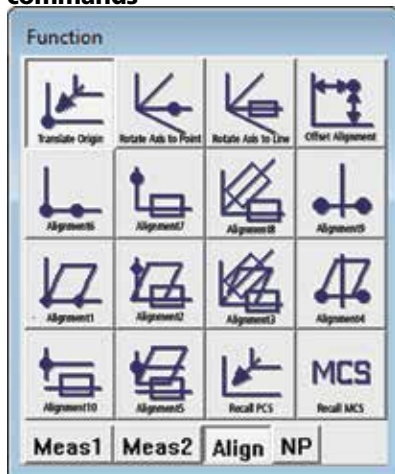 commands
Function
Translate Origin Rotate Axis to Point Rotate Axis to Line Offset Alignment
Alignment6 Alignment7 Alignment8 Alignment9
Alignment1 Alignment2 Alignment3 Alignment4
MCS
Alignment10 Alignment5 Recall PCS Recall MCS
Meas1 Meas2 Align NP